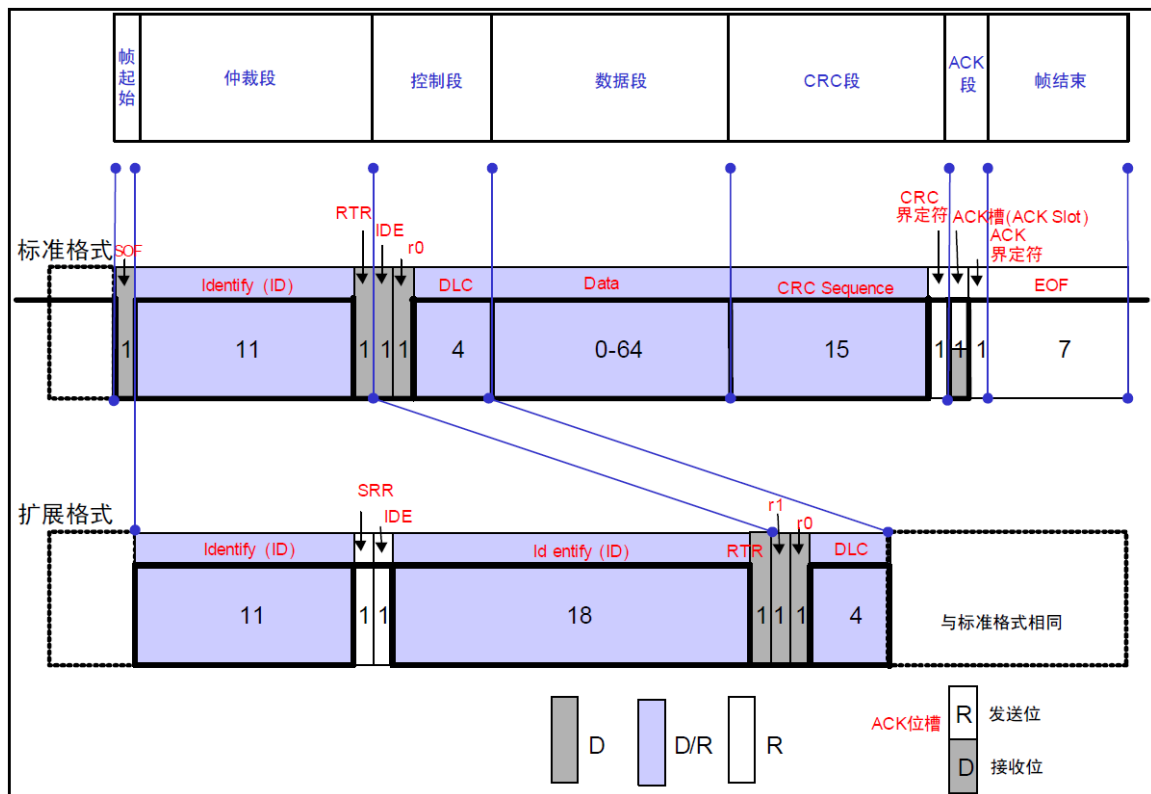 帧起始
仲裁段
控制段
数据段
CRC段
ACK段
帧结束
标准格式
SOF
RTR
IDE
r0
CRC
界定符
ACK槽(ACK Slot)
ACK
界定符
Identify (ID)
DLC
Data
CRC Sequence
EOF
1
11
1
1
1
4
0-64
15
1
1
1
7
扩展格式
SRR
IDE
r1
r0
Identify (ID)
Id entify (ID)
RTR
DLC
11
1
1
18
1
1
1
4
与标准格式相同
D
D/R
R
ACK位槽
R
发送位
D
接收位